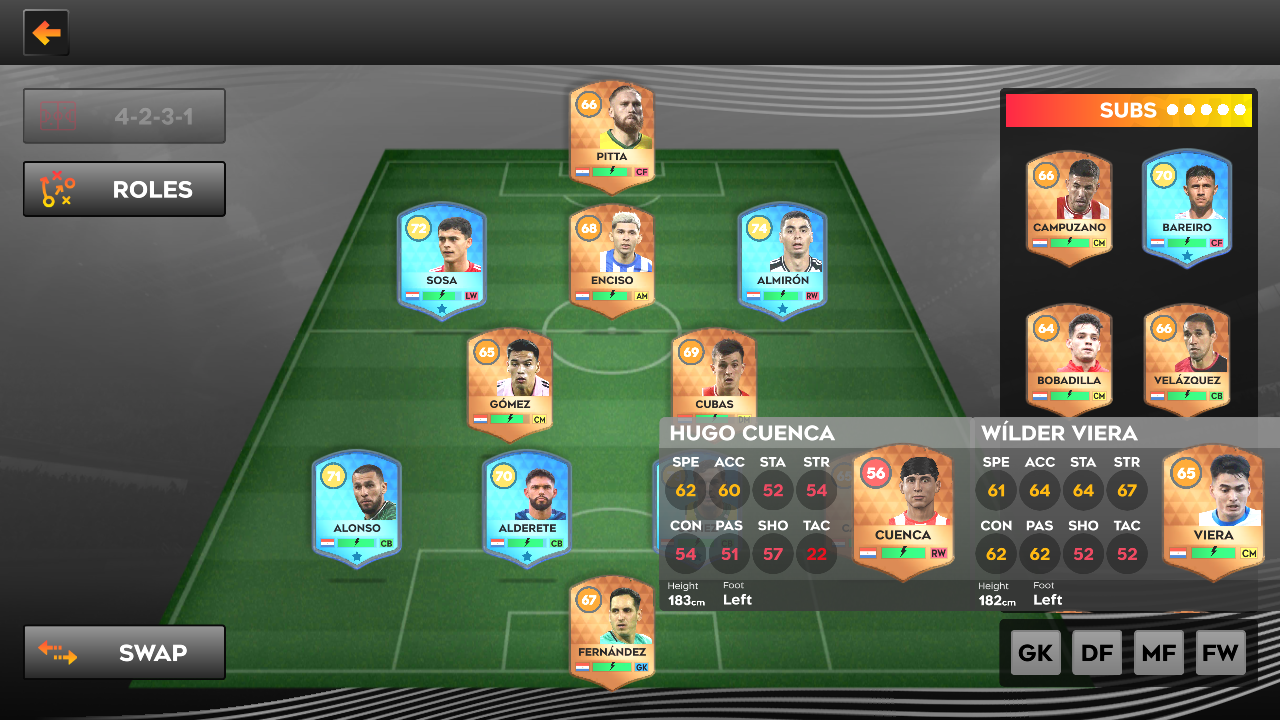 4-2-3-1
ROLES
SWAP
66
PITTA
CF
72
SOSA
LW
68
ENCISO
AM
74
ALMIRÓN
RW
65
GÓMEZ
CM
69
CUBAS
71
ALONSO
CB
70
ALDERETE
CB
67
FERNÁNDEZ
GK
SUBS
66
CAMPUZANO
CM
70
BAREIRO
CF
64
BOBADILLA
CM
66
VELÁZQUEZ
CB
HUGO CUENCA
SPE ACC STA STR
62 60 52 54
CON PAS SHO TAC
54 51 57 22
Height Foot
183cm Left
56
CUENCA
RW
WÍLDER VIERA
SPE ACC STA STR
61 64 64 67
CON PAS SHO TAC
62 62 52 52
Height Foot
182cm Left
65
VIERA
CM
GK DF MF FW